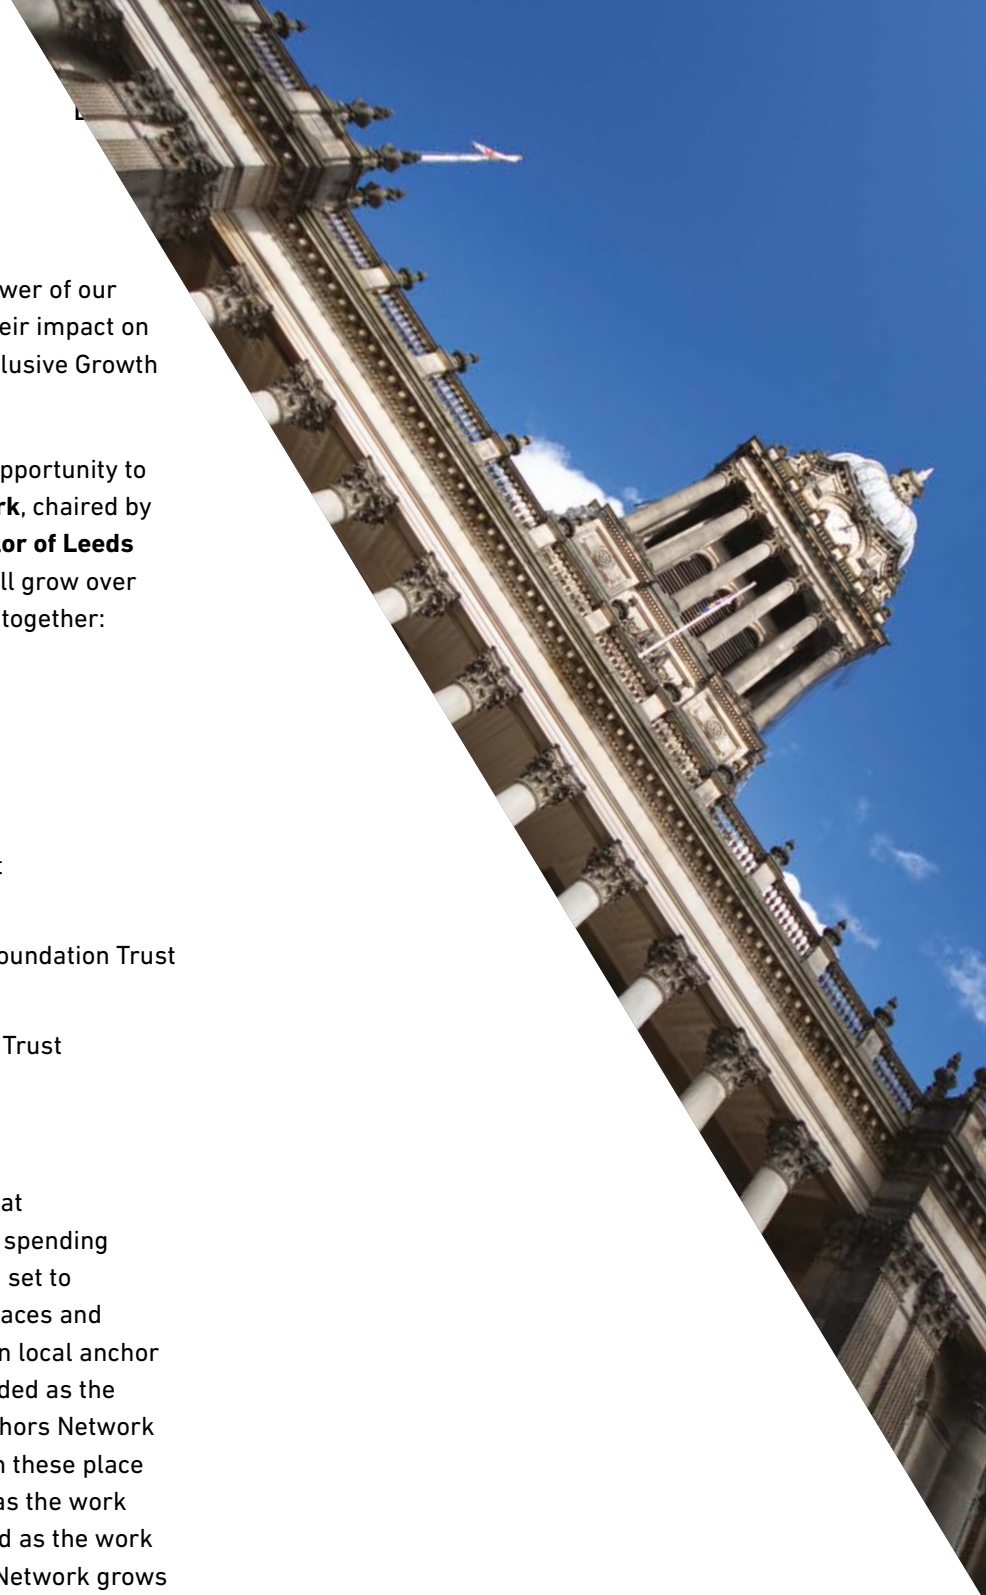 wer of our
eir impact on
lusive Growth
pportunity to
rk, chaired by
or of Leeds
ll grow over
together:
oundation Trust
Trust
at
spending
set to
aces and
n local anchor
ded as the
hors Network
n these place
as the work
d as the work
Network grows